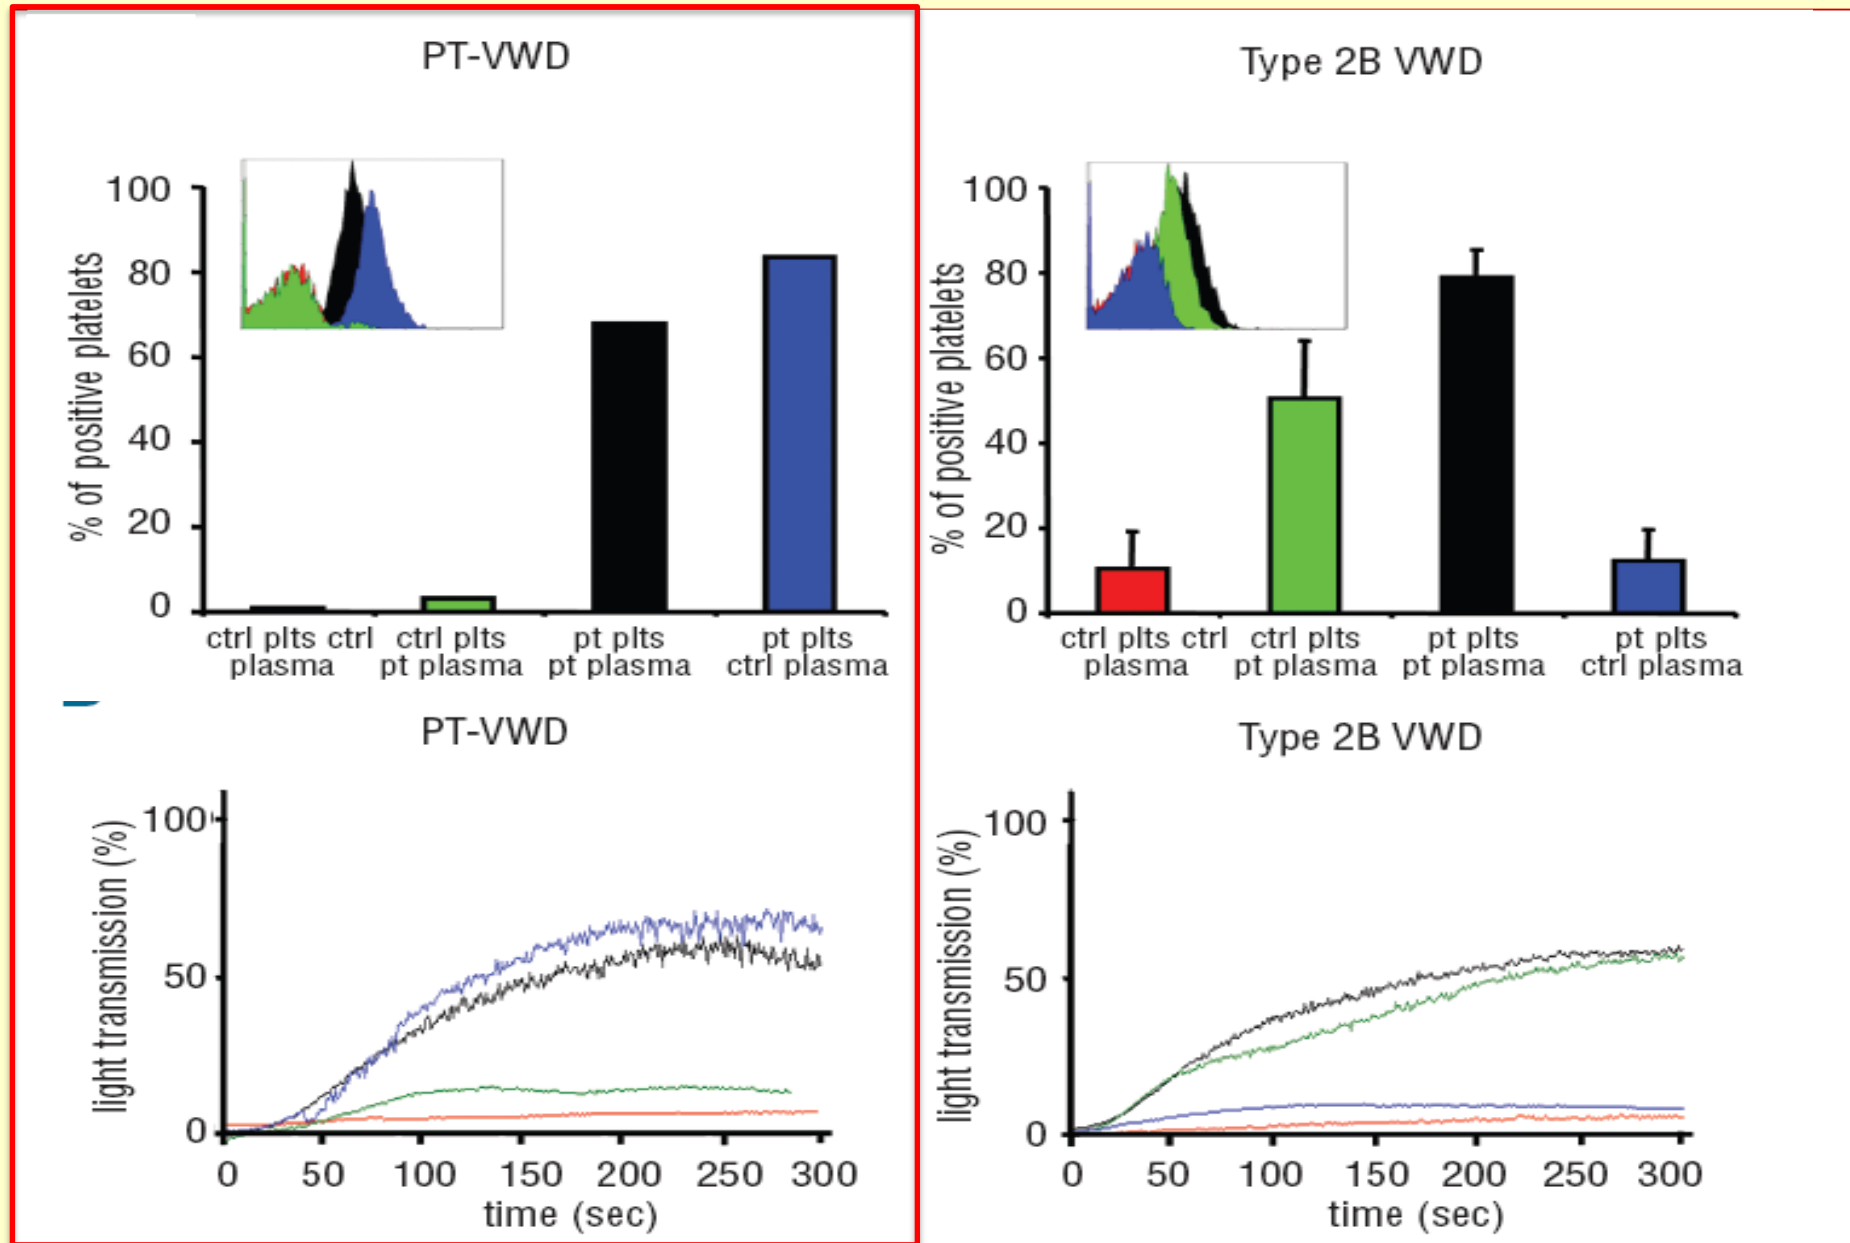 PT-VWD
% of positive platelets
100
80
60
40
20
0
ctrl plts ctrl
plasma
ctrl plts
pt plasma
pt plts
pt plasma
pt plts
ctrl plasma
Type 2B VWD
% of positive platelets
100
80
60
40
20
0
ctrl plts ctrl
plasma
ctrl plts
pt plasma
pt plts
pt plasma
pt plts
ctrl plasma
PT-VWD
light transmission (%)
100
50
0
0 50 100 150 200 250 300
time (sec)
Type 2B VWD
light transmission (%)
100
50
0
0 50 100 150 200 250 300
time (sec)